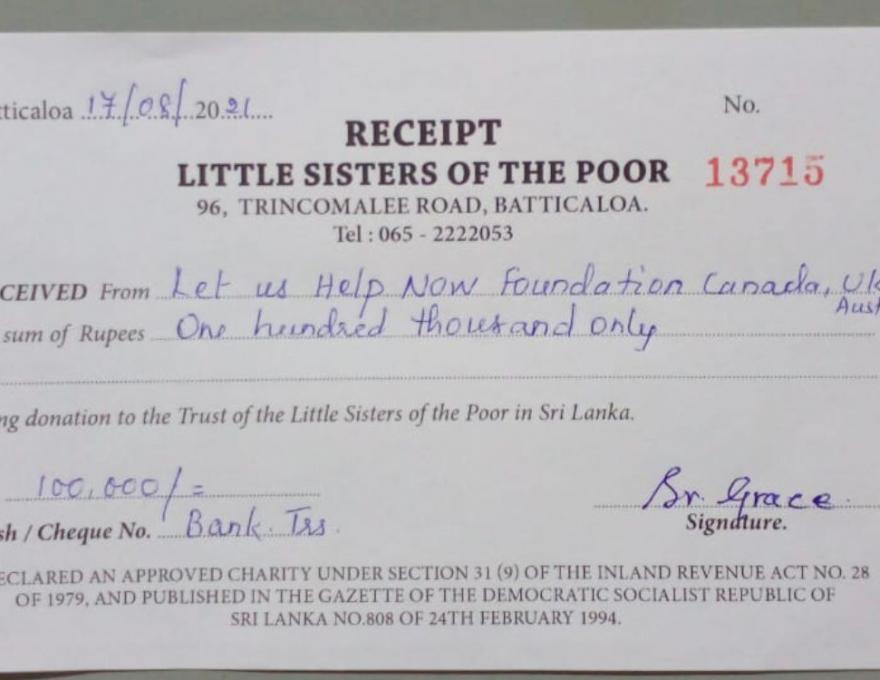 tticaloa 17/08/2021
No.
RECEIPT
LITTLE SISTERS OF THE POOR 13715
96, TRINCOMALEE ROAD, BATTICALOA.
Tel : 065 - 2222053
CEIVED From Let us Help Now Foundation Canada, Uk
Aust
sum of Rupees One hundred thousand only
ng donation to the Trust of the Little Sisters of the Poor in Sri Lanka.
100,000/=
Sr. Grace.
sh / Cheque No. Bank. Trs.
Signature.
ECLARED AN APPROVED CHARITY UNDER SECTION 31 (9) OF THE INLAND REVENUE ACT NO. 28
OF 1979, AND PUBLISHED IN THE GAZETTE OF THE DEMOCRATIC SOCIALIST REPUBLIC OF
SRI LANKA NO.808 OF 24TH FEBRUARY 1994.